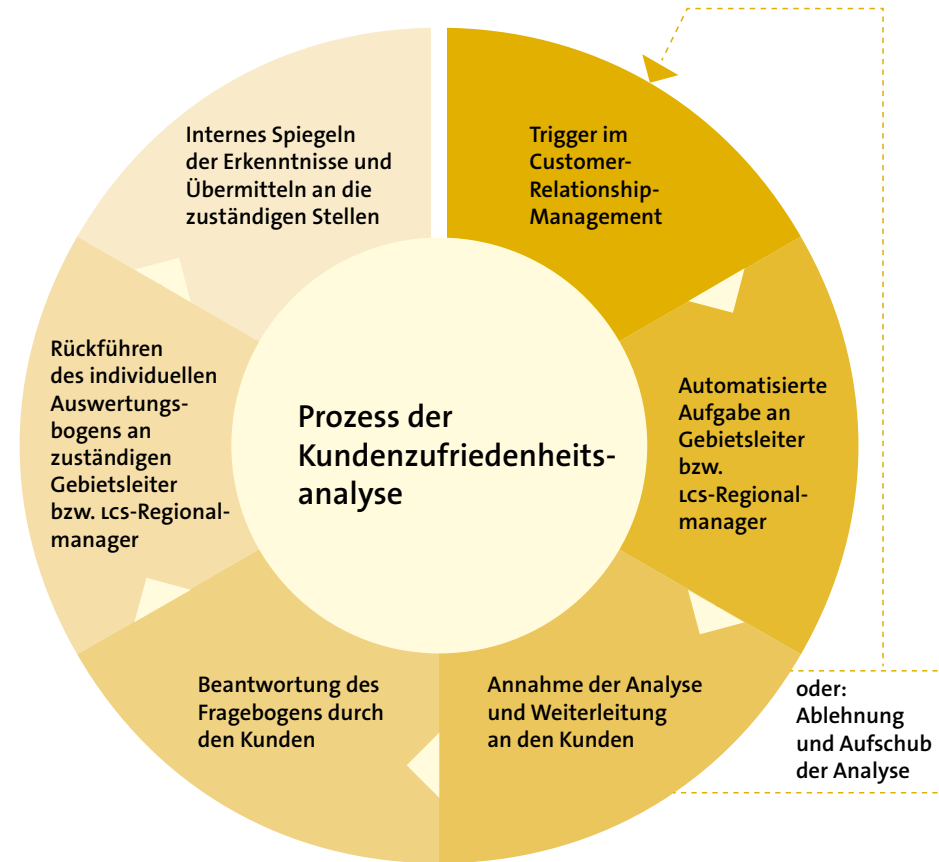 Prozess der
Kundenzufriedenheits-
analyse
Trigger im
Customer-
Relationship-
Management
Automatisierte
Aufgabe an
Gebietsleiter
bzw.
LCS-Regional-
manager
Annahme der Analyse
und Weiterleitung
an den Kunden
oder:
Ablehnung
und Aufschub
der Analyse
Beantwortung des
Fragebogens durch
den Kunden
Rückführen
des individuellen
Auswertungs-
bogens an
zuständigen
Gebietsleiter
bzw. LCS-Regional-
manager
Internes Spiegeln
der Erkenntnisse und
Übermitteln an die
zuständigen Stellen